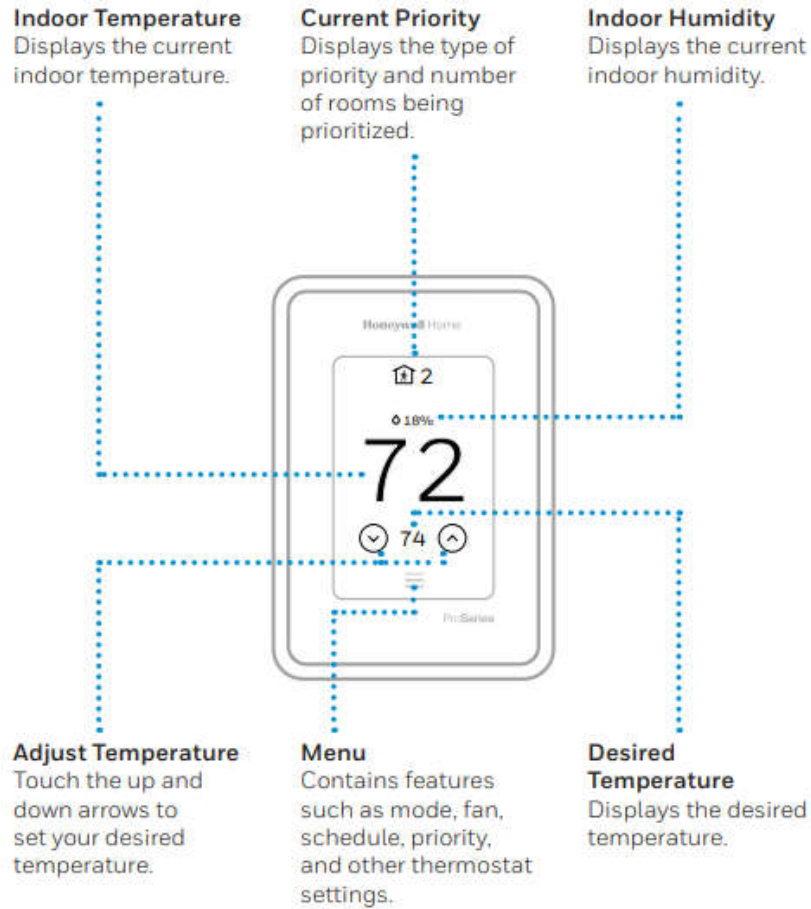 Indoor Temperature
Displays the current
indoor temperature.
Current Priority
Displays the type of
priority and number
of rooms being
prioritized.
Indoor Humidity
Displays the current
indoor humidity.
Honeywell Home
2
18%
72
74
ProSeries
Adjust Temperature
Touch the up and
down arrows to
set your desired
temperature.
Menu
Contains features
such as mode, fan,
schedule, priority,
and other thermostat
settings.
Desired
Temperature
Displays the desired
temperature.